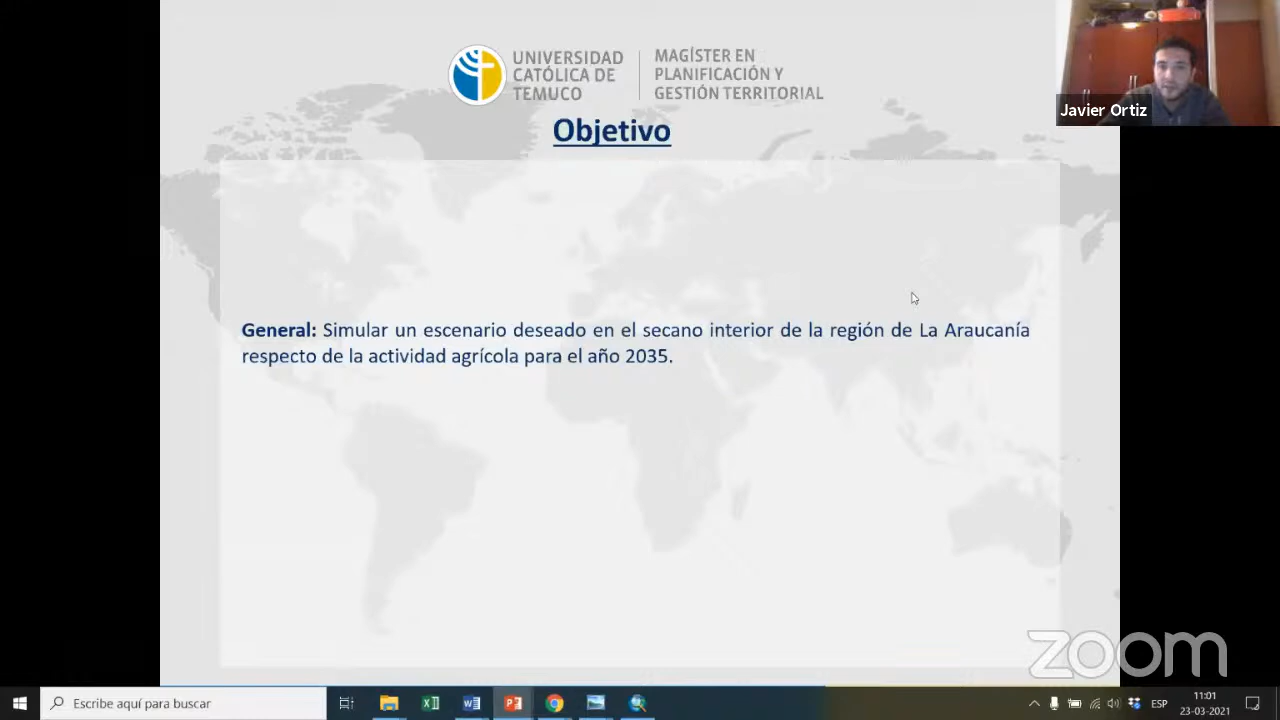 UNIVERSIDAD
CATÓLICA DE
TEMUCO
MAGÍSTER EN
PLANIFICACIÓN Y
GESTIÓN TERRITORIAL
Javier Ortiz
Objetivo
General: Simular un escenario deseado en el secano interior de la región de La Araucanía
respecto de la actividad agrícola para el año 2035.
zoom
Escribe aquí para buscar
ESP
11:01
23-03-2021